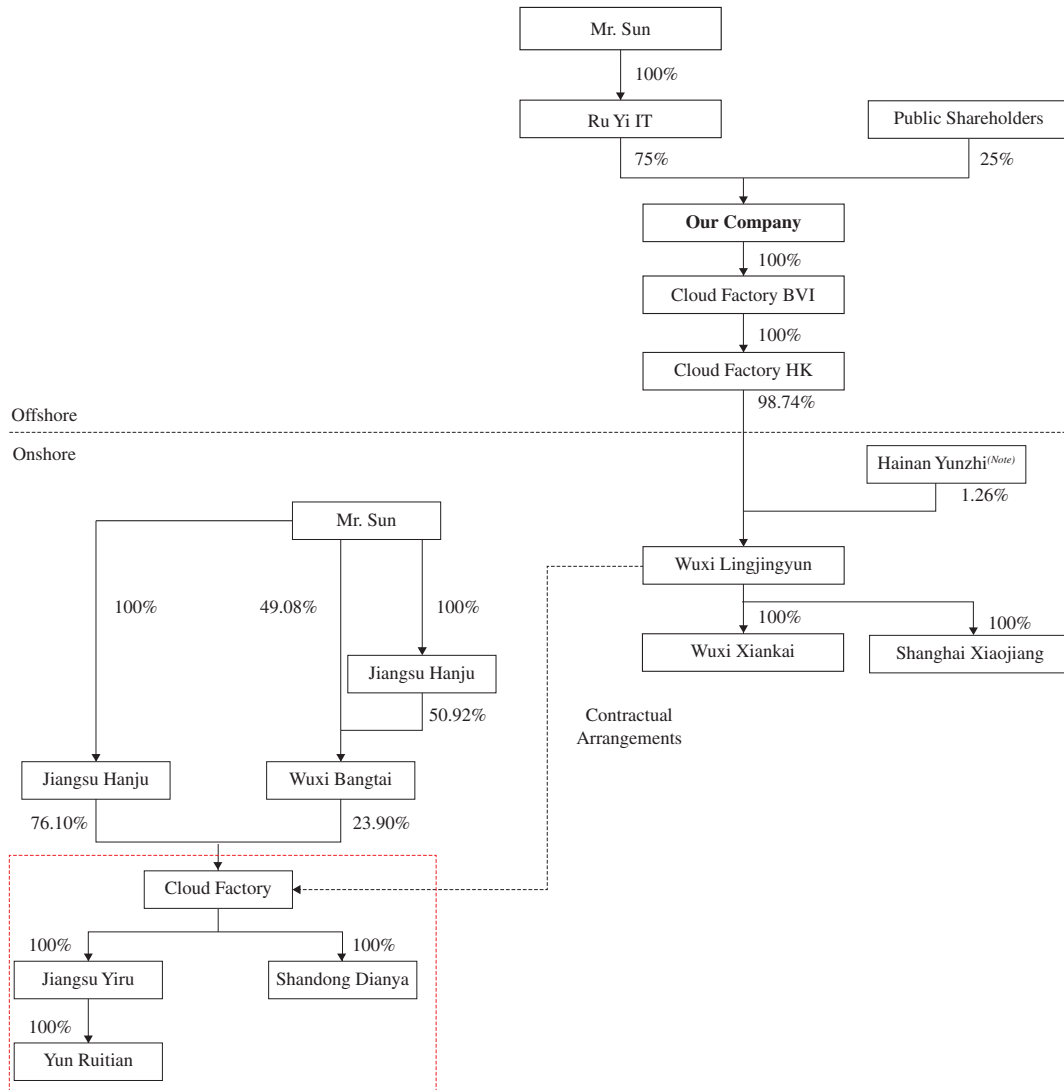 Mr. Sun
100%
Ru Yi IT
Public Shareholders
75%
25%
Our Company
100%
Cloud Factory BVI
100%
Cloud Factory HK
98.74%
Offshore
Onshore
Hainan Yunzhi(Note)
1.26%
Mr. Sun
Wuxi Lingjingyun
100%
49.08%
100%
100%
100%
Wuxi Xiankai
Shanghai Xiaojiang
Jiangsu Hanju
50.92%
Contractual
Arrangements
Jiangsu Hanju
Wuxi Bangtai
76.10%
23.90%
Cloud Factory
100%
100%
Jiangsu Yiru
Shandong Dianya
100%
Yun Ruitian